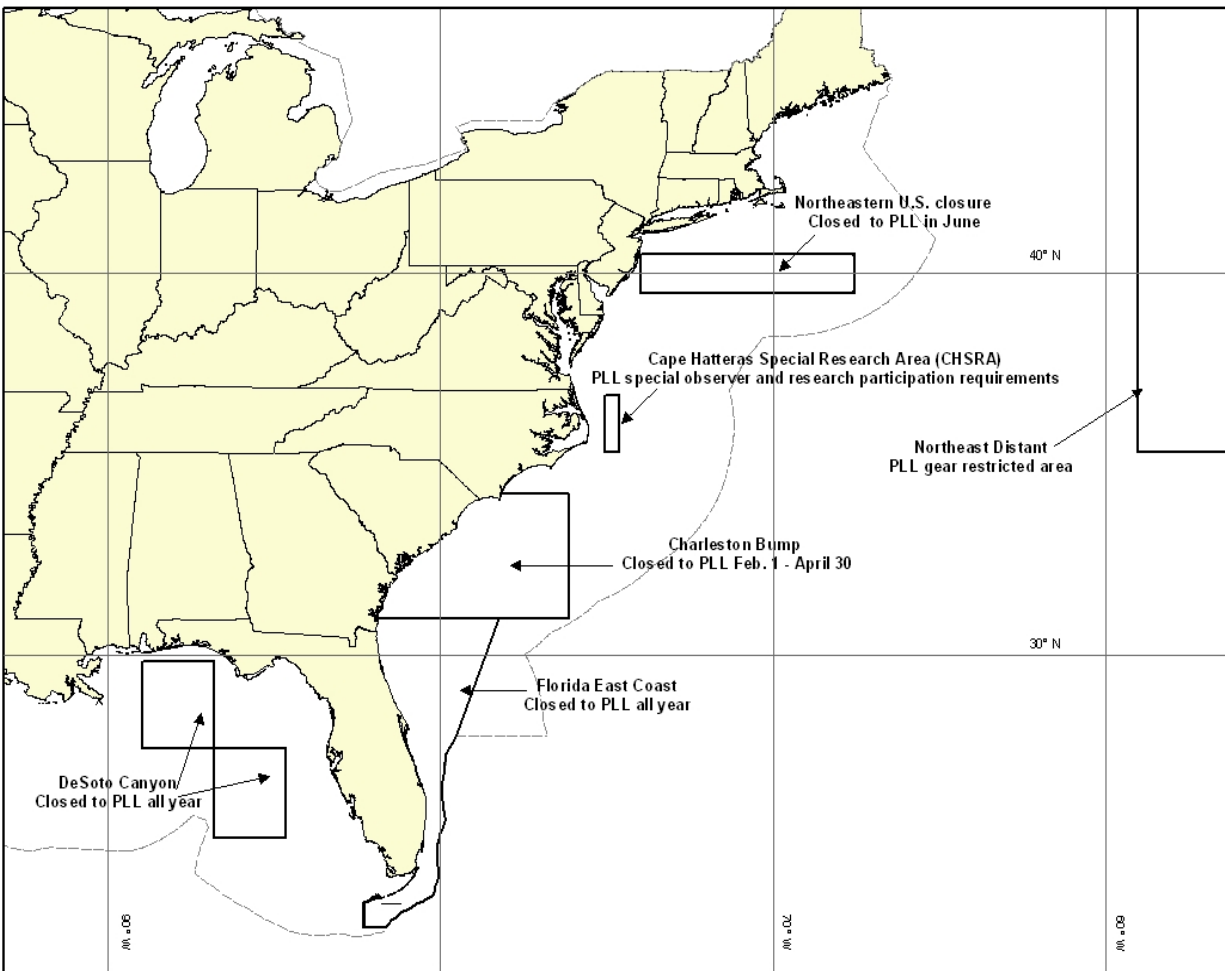 Northeastern U.S. closure
Closed to PLL in June
40° N
Cape Hatteras Special Research Area (CHSRA)
PLL special observer and research participation requirements
Northeast Distant
PLL gear restricted area
Charleston Bump
Closed to PLL Feb. 1 - April 30
30° N
Florida East Coast
Closed to PLL all year
DeSoto Canyon
Closed to PLL all year
90° W
70° W
60° W